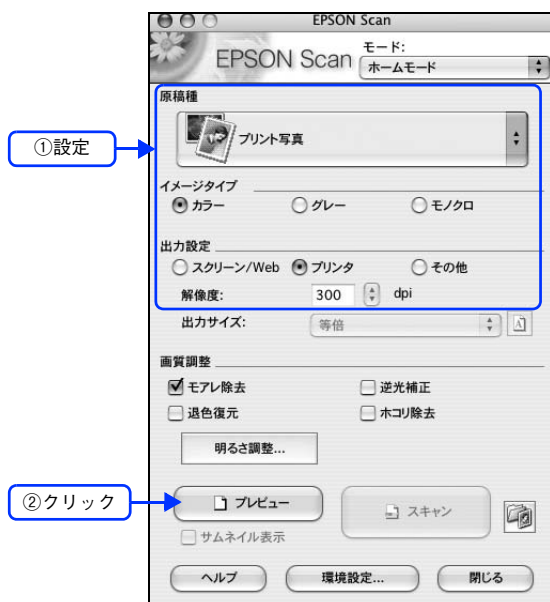 EPSON Scan
EPSON Scan
モード:
ホームモード
原稿種
①設定
プリント写真
イメージタイプ
カラー グレー モノクロ
出力設定
スクリーン/Web プリンタ その他
解像度: 300 dpi
出力サイズ: 等倍 A
画質調整
モアレ除去 逆光補正
退色復元 ホコリ除去
明るさ調整...
②クリック
プレビュー スキャン
サムネイル表示
ヘルプ 環境設定... 閉じる